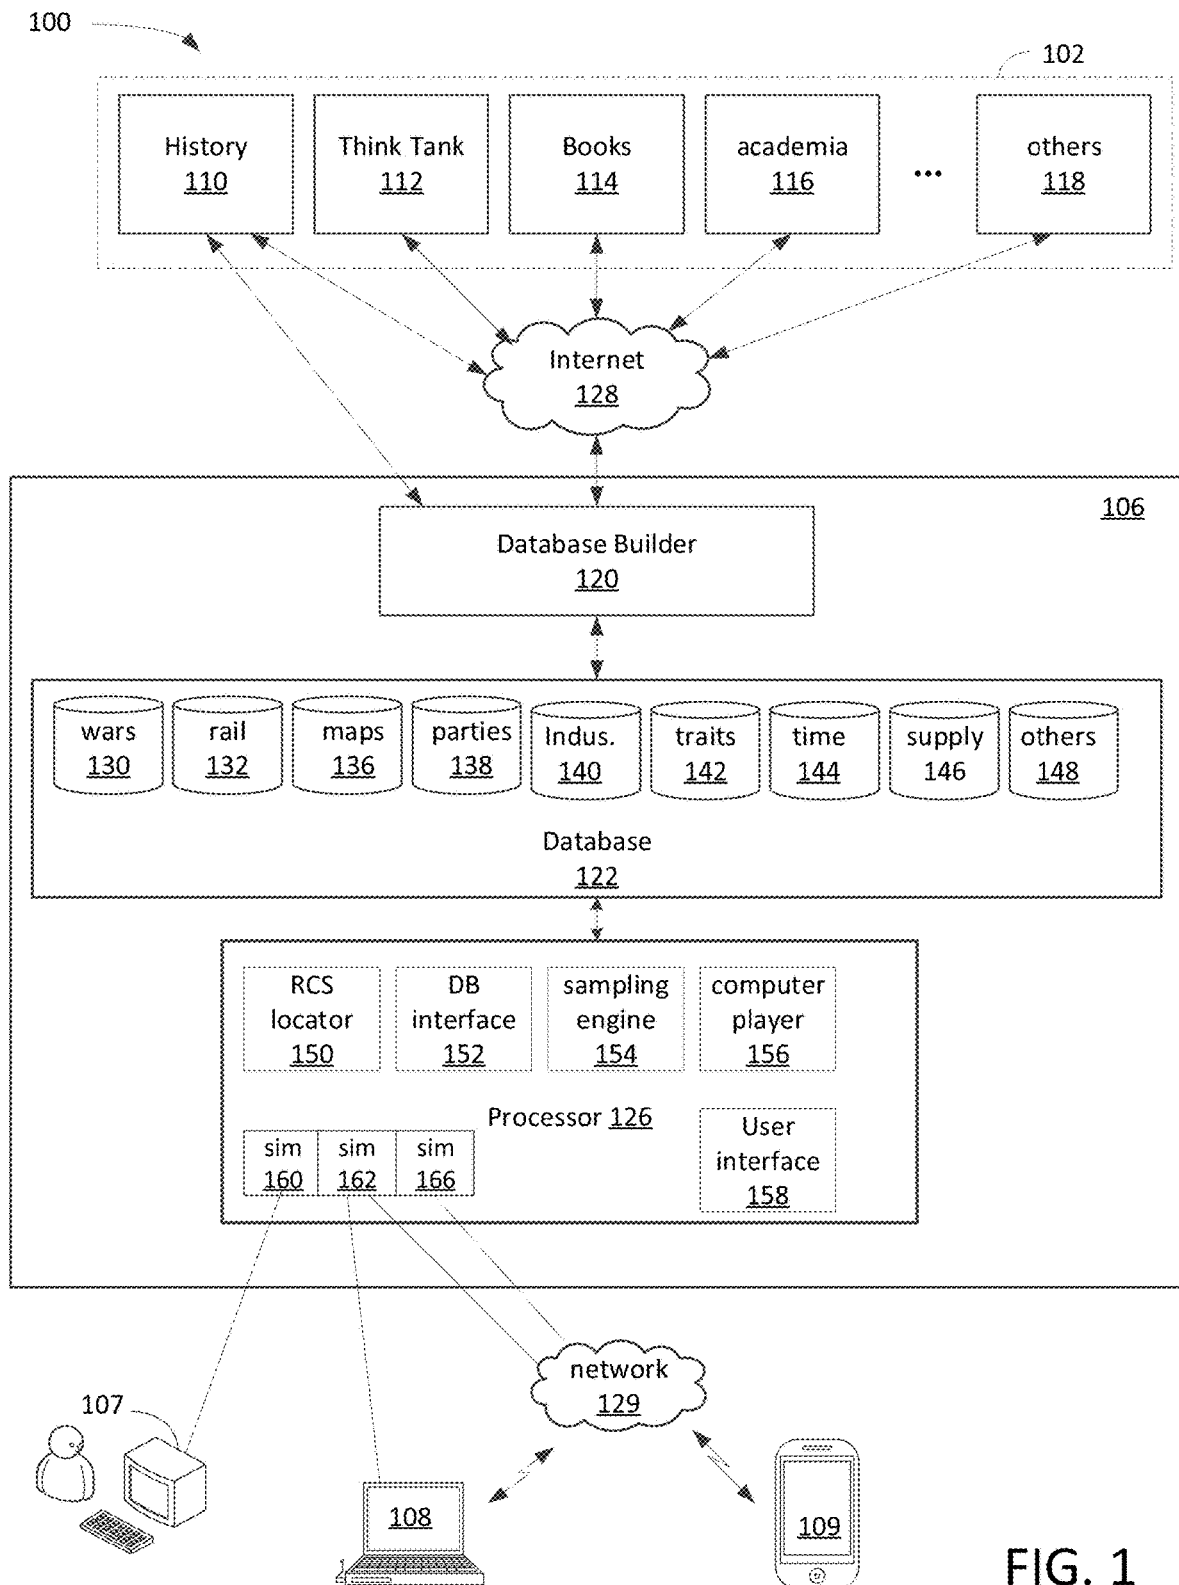 100
102
History
110
Think Tank
112
Books
114
academia
116
...
others
118
Internet
128
106
Database Builder
120
wars
130
rail
132
maps
136
parties
138
Indus.
140
traits
142
time
144
supply
146
others
148
Database
122
RCS
locator
150
DB
interface
152
sampling
engine
154
computer
player
156
Processor 126
sim
160
sim
162
sim
166
User
interface
158
network
129
107
108
109
FIG. 1